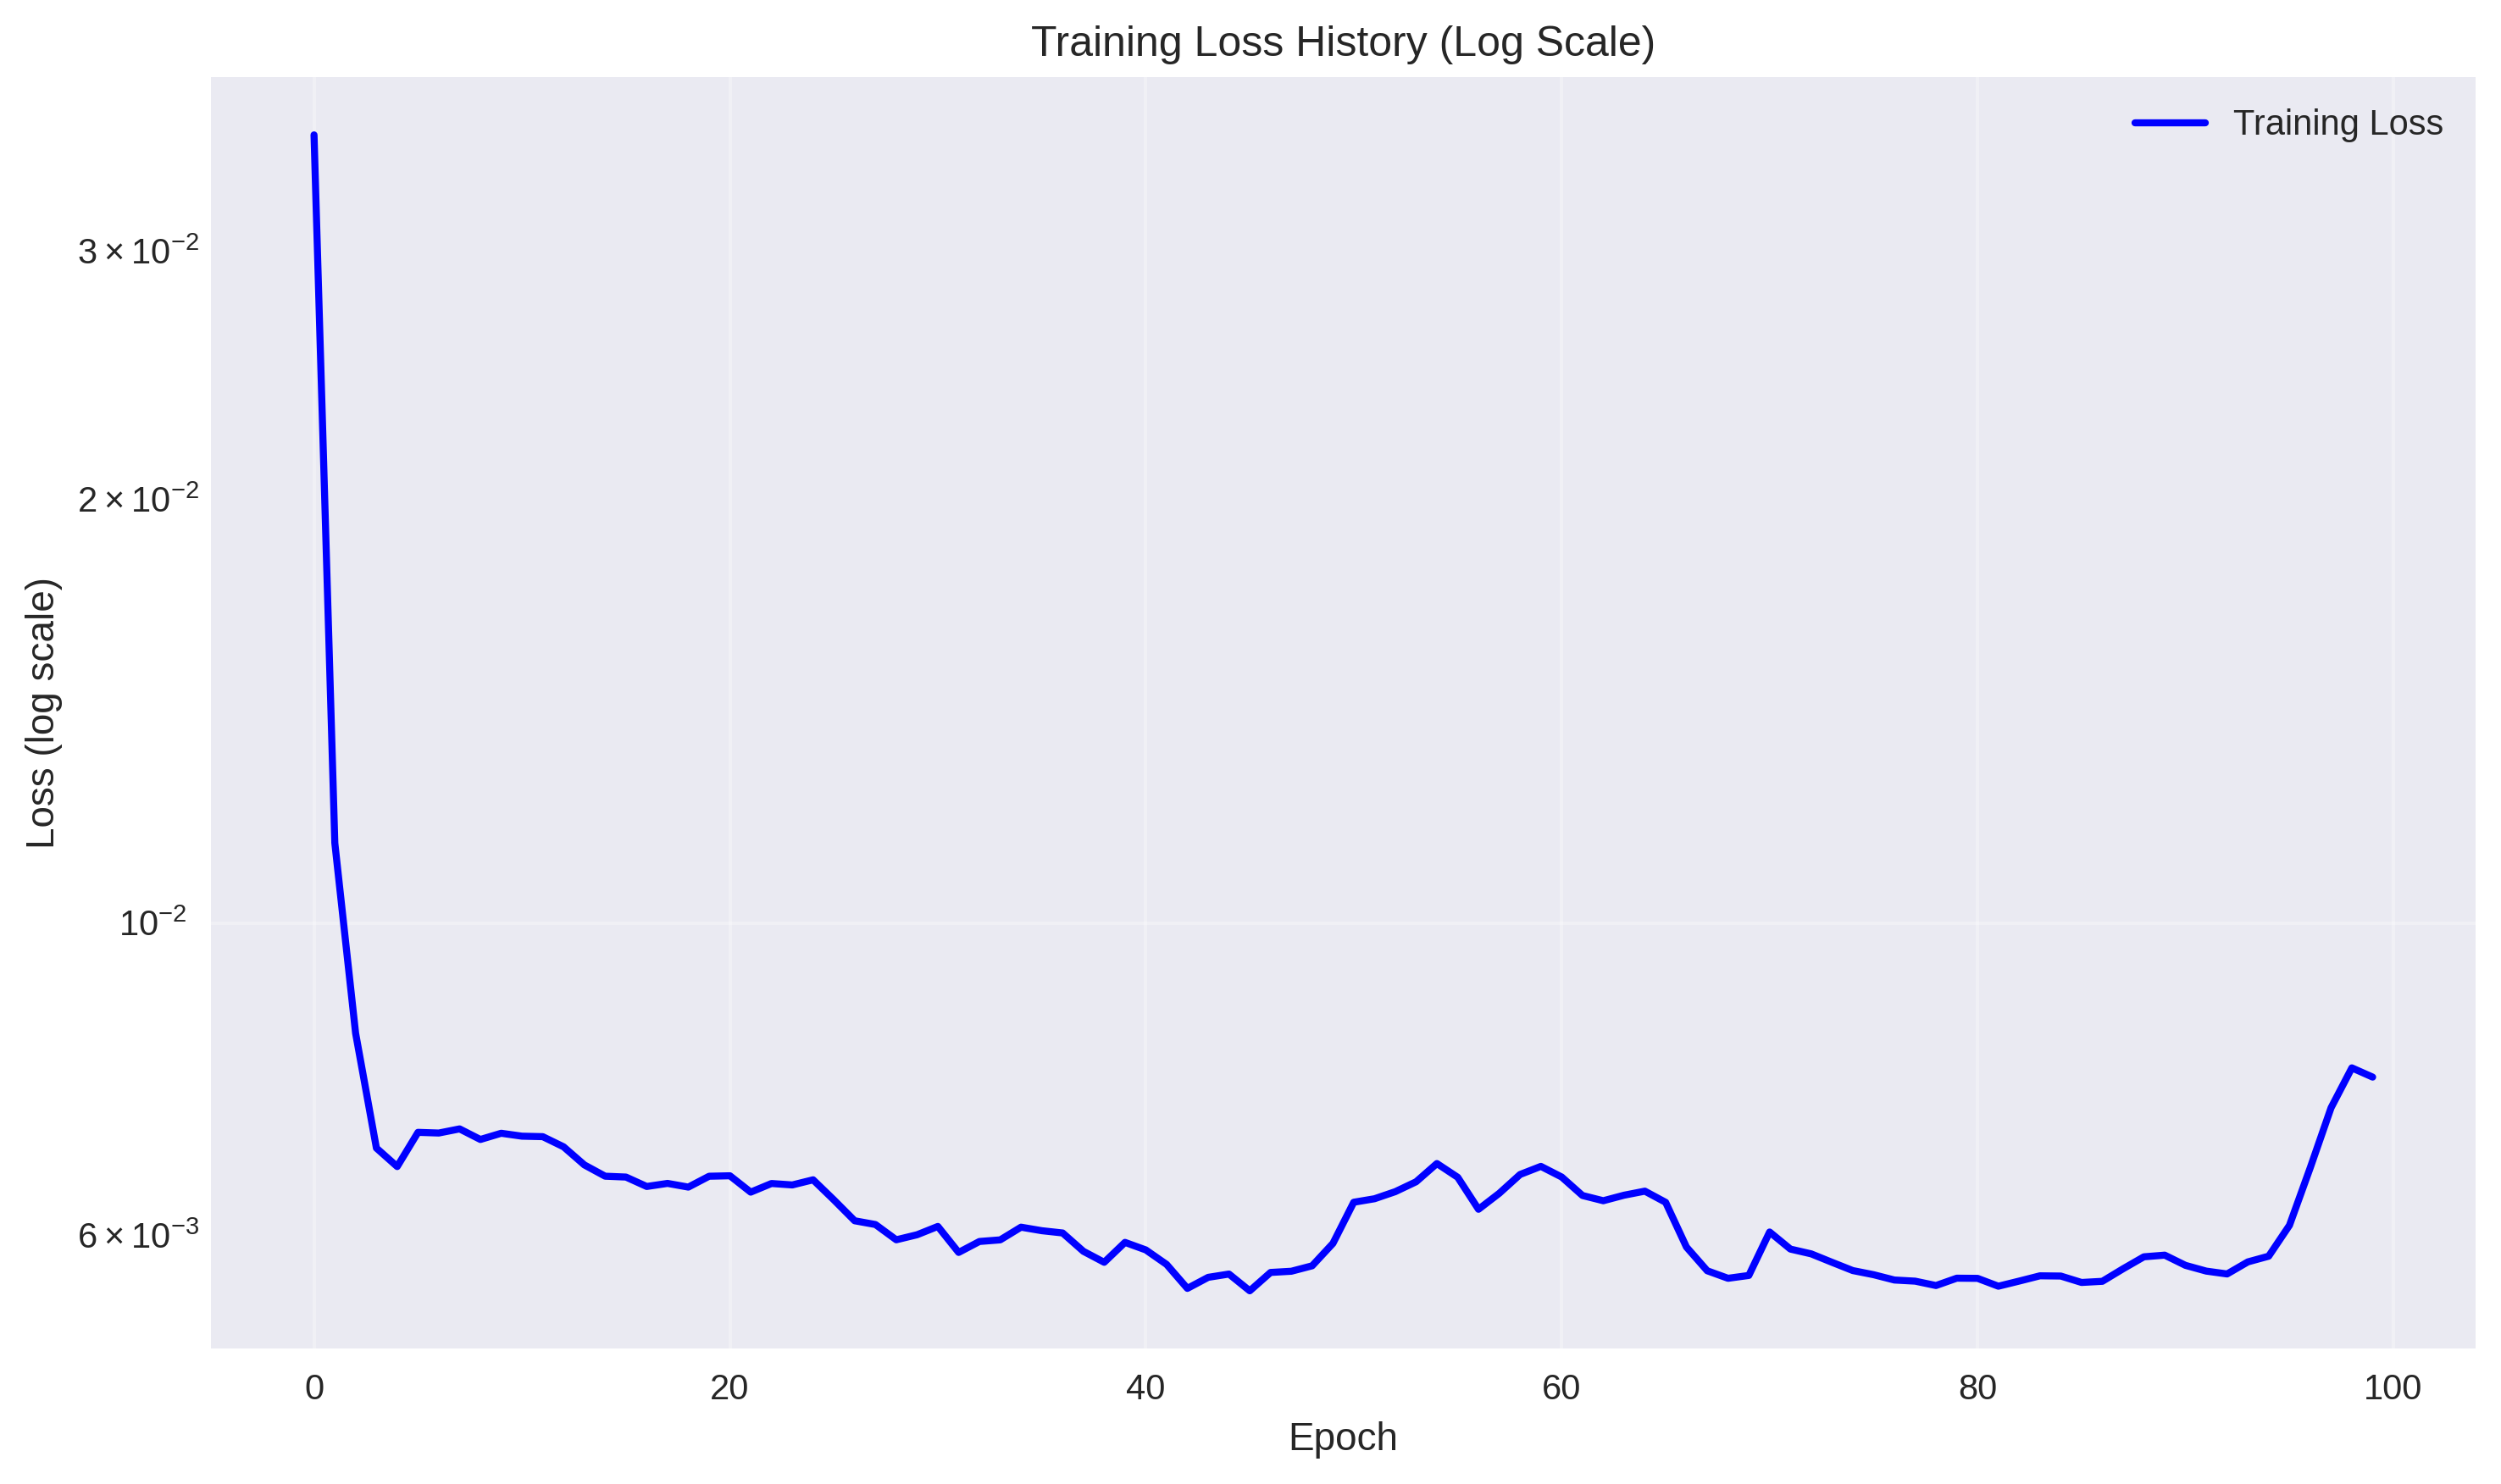 Training Loss History (Log Scale)
Training Loss
3 × 10⁻²
2 × 10⁻²
10⁻²
6 × 10⁻³
Loss (log scale)
0 20 40 60 80 100
Epoch